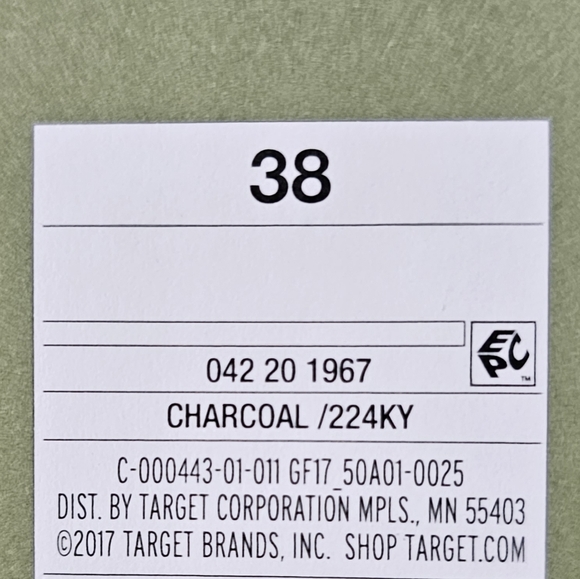 38
EPC
TM
042 20 1967
CHARCOAL /224KY
C-000443-01-011 GF17_50A01-0025
DIST. BY TARGET CORPORATION MPLS., MN 55403
©2017 TARGET BRANDS, INC. SHOP TARGET.COM